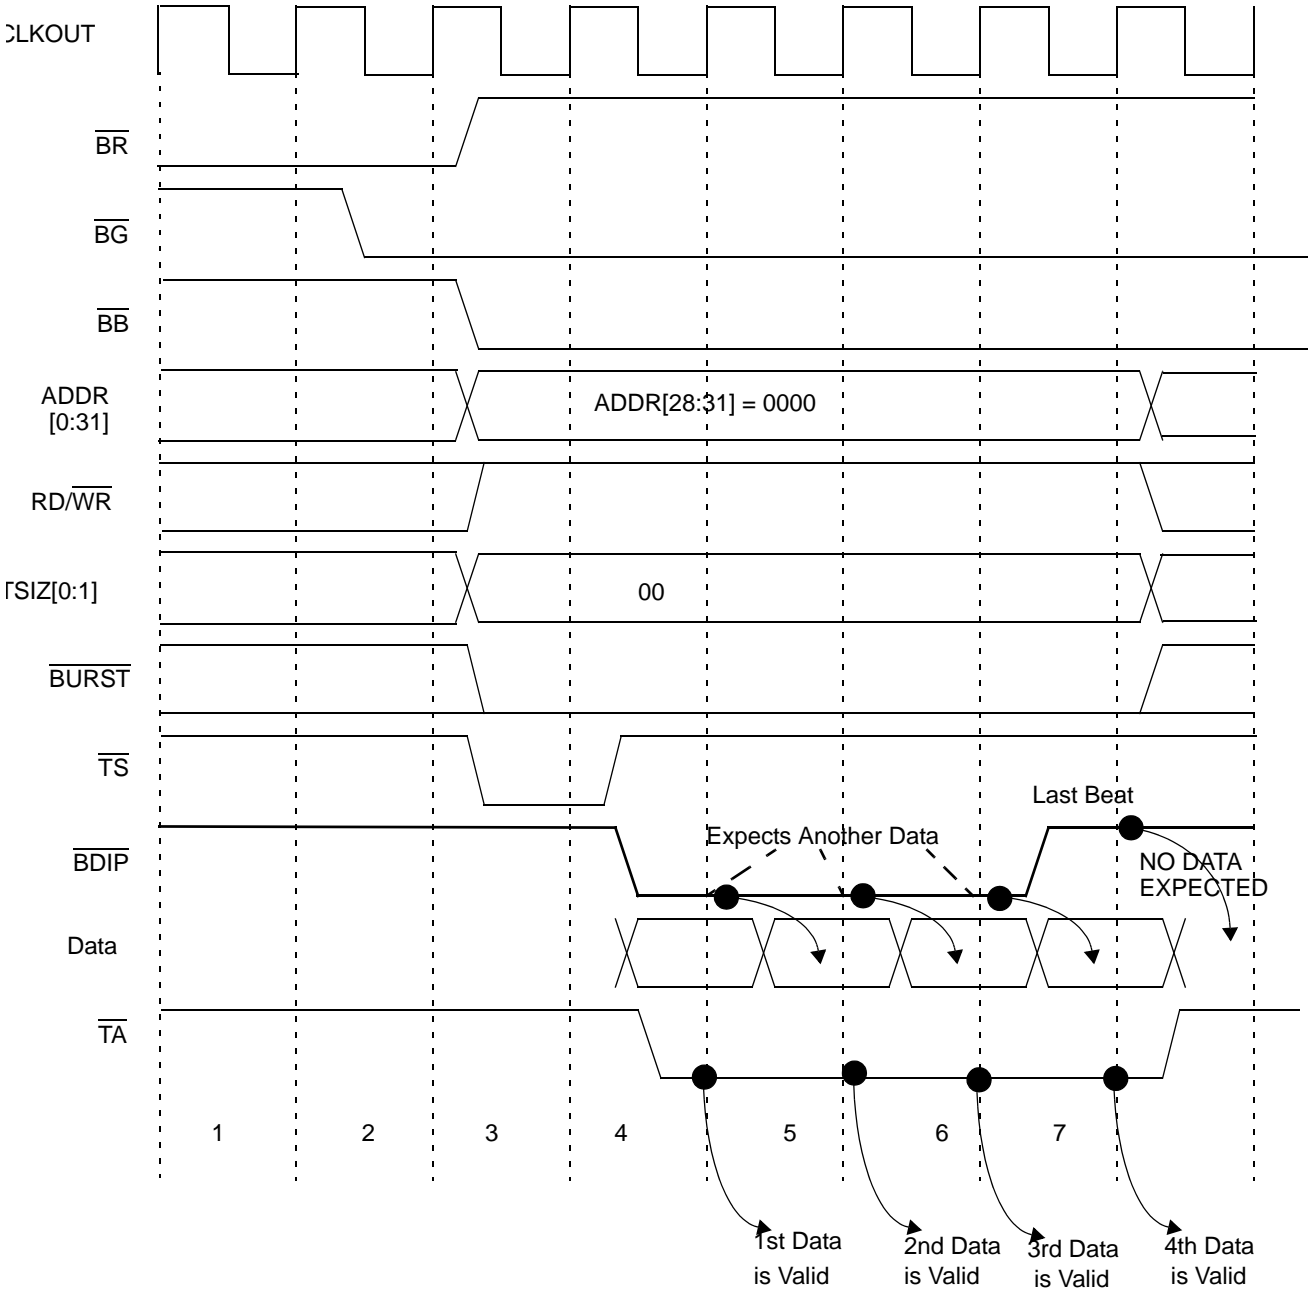 CLKOUT
BR
BG
BB
ADDR
[0:31]
ADDR[28:31] = 0000
RD/WR
TSIZ[0:1]
00
BURST
TS
Last Beat
Expects Another Data
BDIP
NO DATA
EXPECTED
Data
TA
1 2 3 4 5 6 7
1st Data
is Valid
2nd Data
is Valid
3rd Data
is Valid
4th Data
is Valid